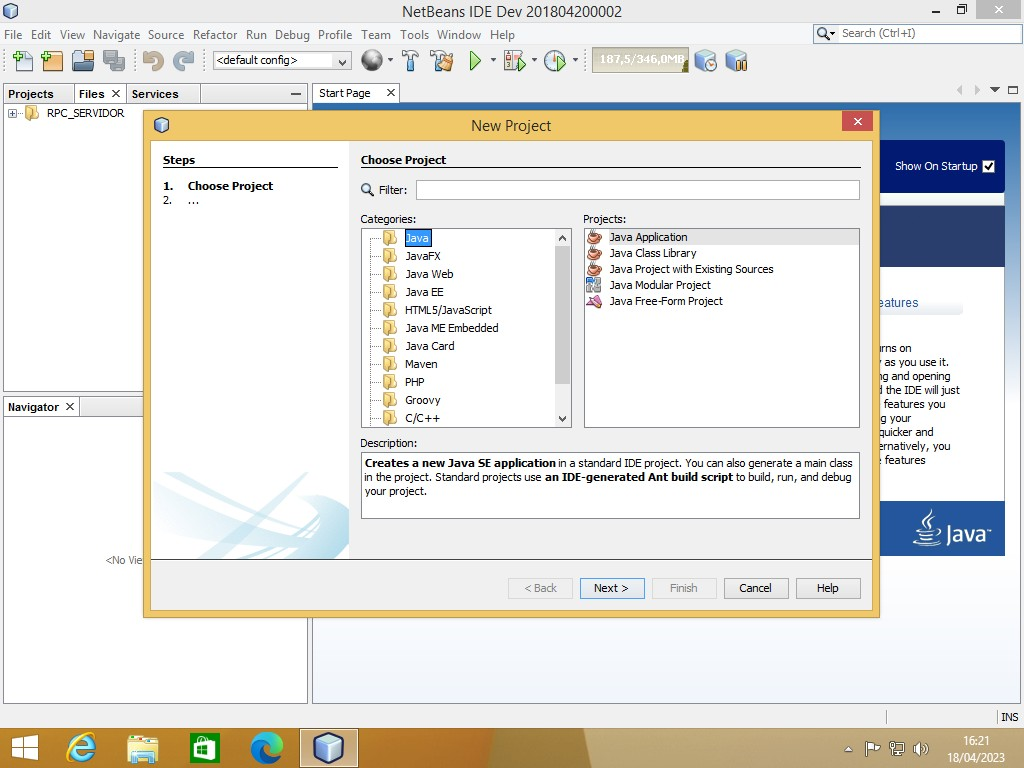 NetBeans IDE Dev 201804200002
File Edit View Navigate Source Refactor Run Debug Profile Team Tools Window Help
Search (Ctrl+I)
<default config>
187,5/346,0MB
Projects Files Services
Start Page
RPC_SERVIDOR
New Project
Steps
1. Choose Project
2. ...
Choose Project
Filter:
Categories:
Java
JavaFX
Java Web
Java EE
HTML5/JavaScript
Java ME Embedded
Java Card
Maven
PHP
Groovy
C/C++
Projects:
Java Application
Java Class Library
Java Project with Existing Sources
Java Modular Project
Java Free-Form Project
Description:
Creates a new Java SE application in a standard IDE project. You can also generate a main class
in the project. Standard projects use an IDE-generated Ant build script to build, run, and debug
your project.
< Back Next > Finish Cancel Help
Show On Startup
eatures
rns on
as you use it.
ng and opening
d the IDE will just
features you
g your
quicker and
ernatively, you
features
Java™
Navigator
<No Vie
INS
16:21
18/04/2023